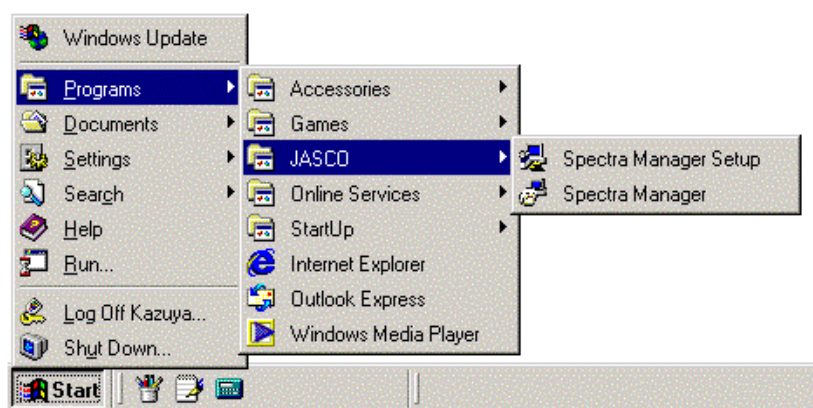 Windows Update
Programs
Documents
Settings
Search
Help
Run...
Log Off Kazuya...
Shut Down...
Start
Accessories
Games
JASCO
Online Services
StartUp
Internet Explorer
Outlook Express
Windows Media Player
Spectra Manager Setup
Spectra Manager